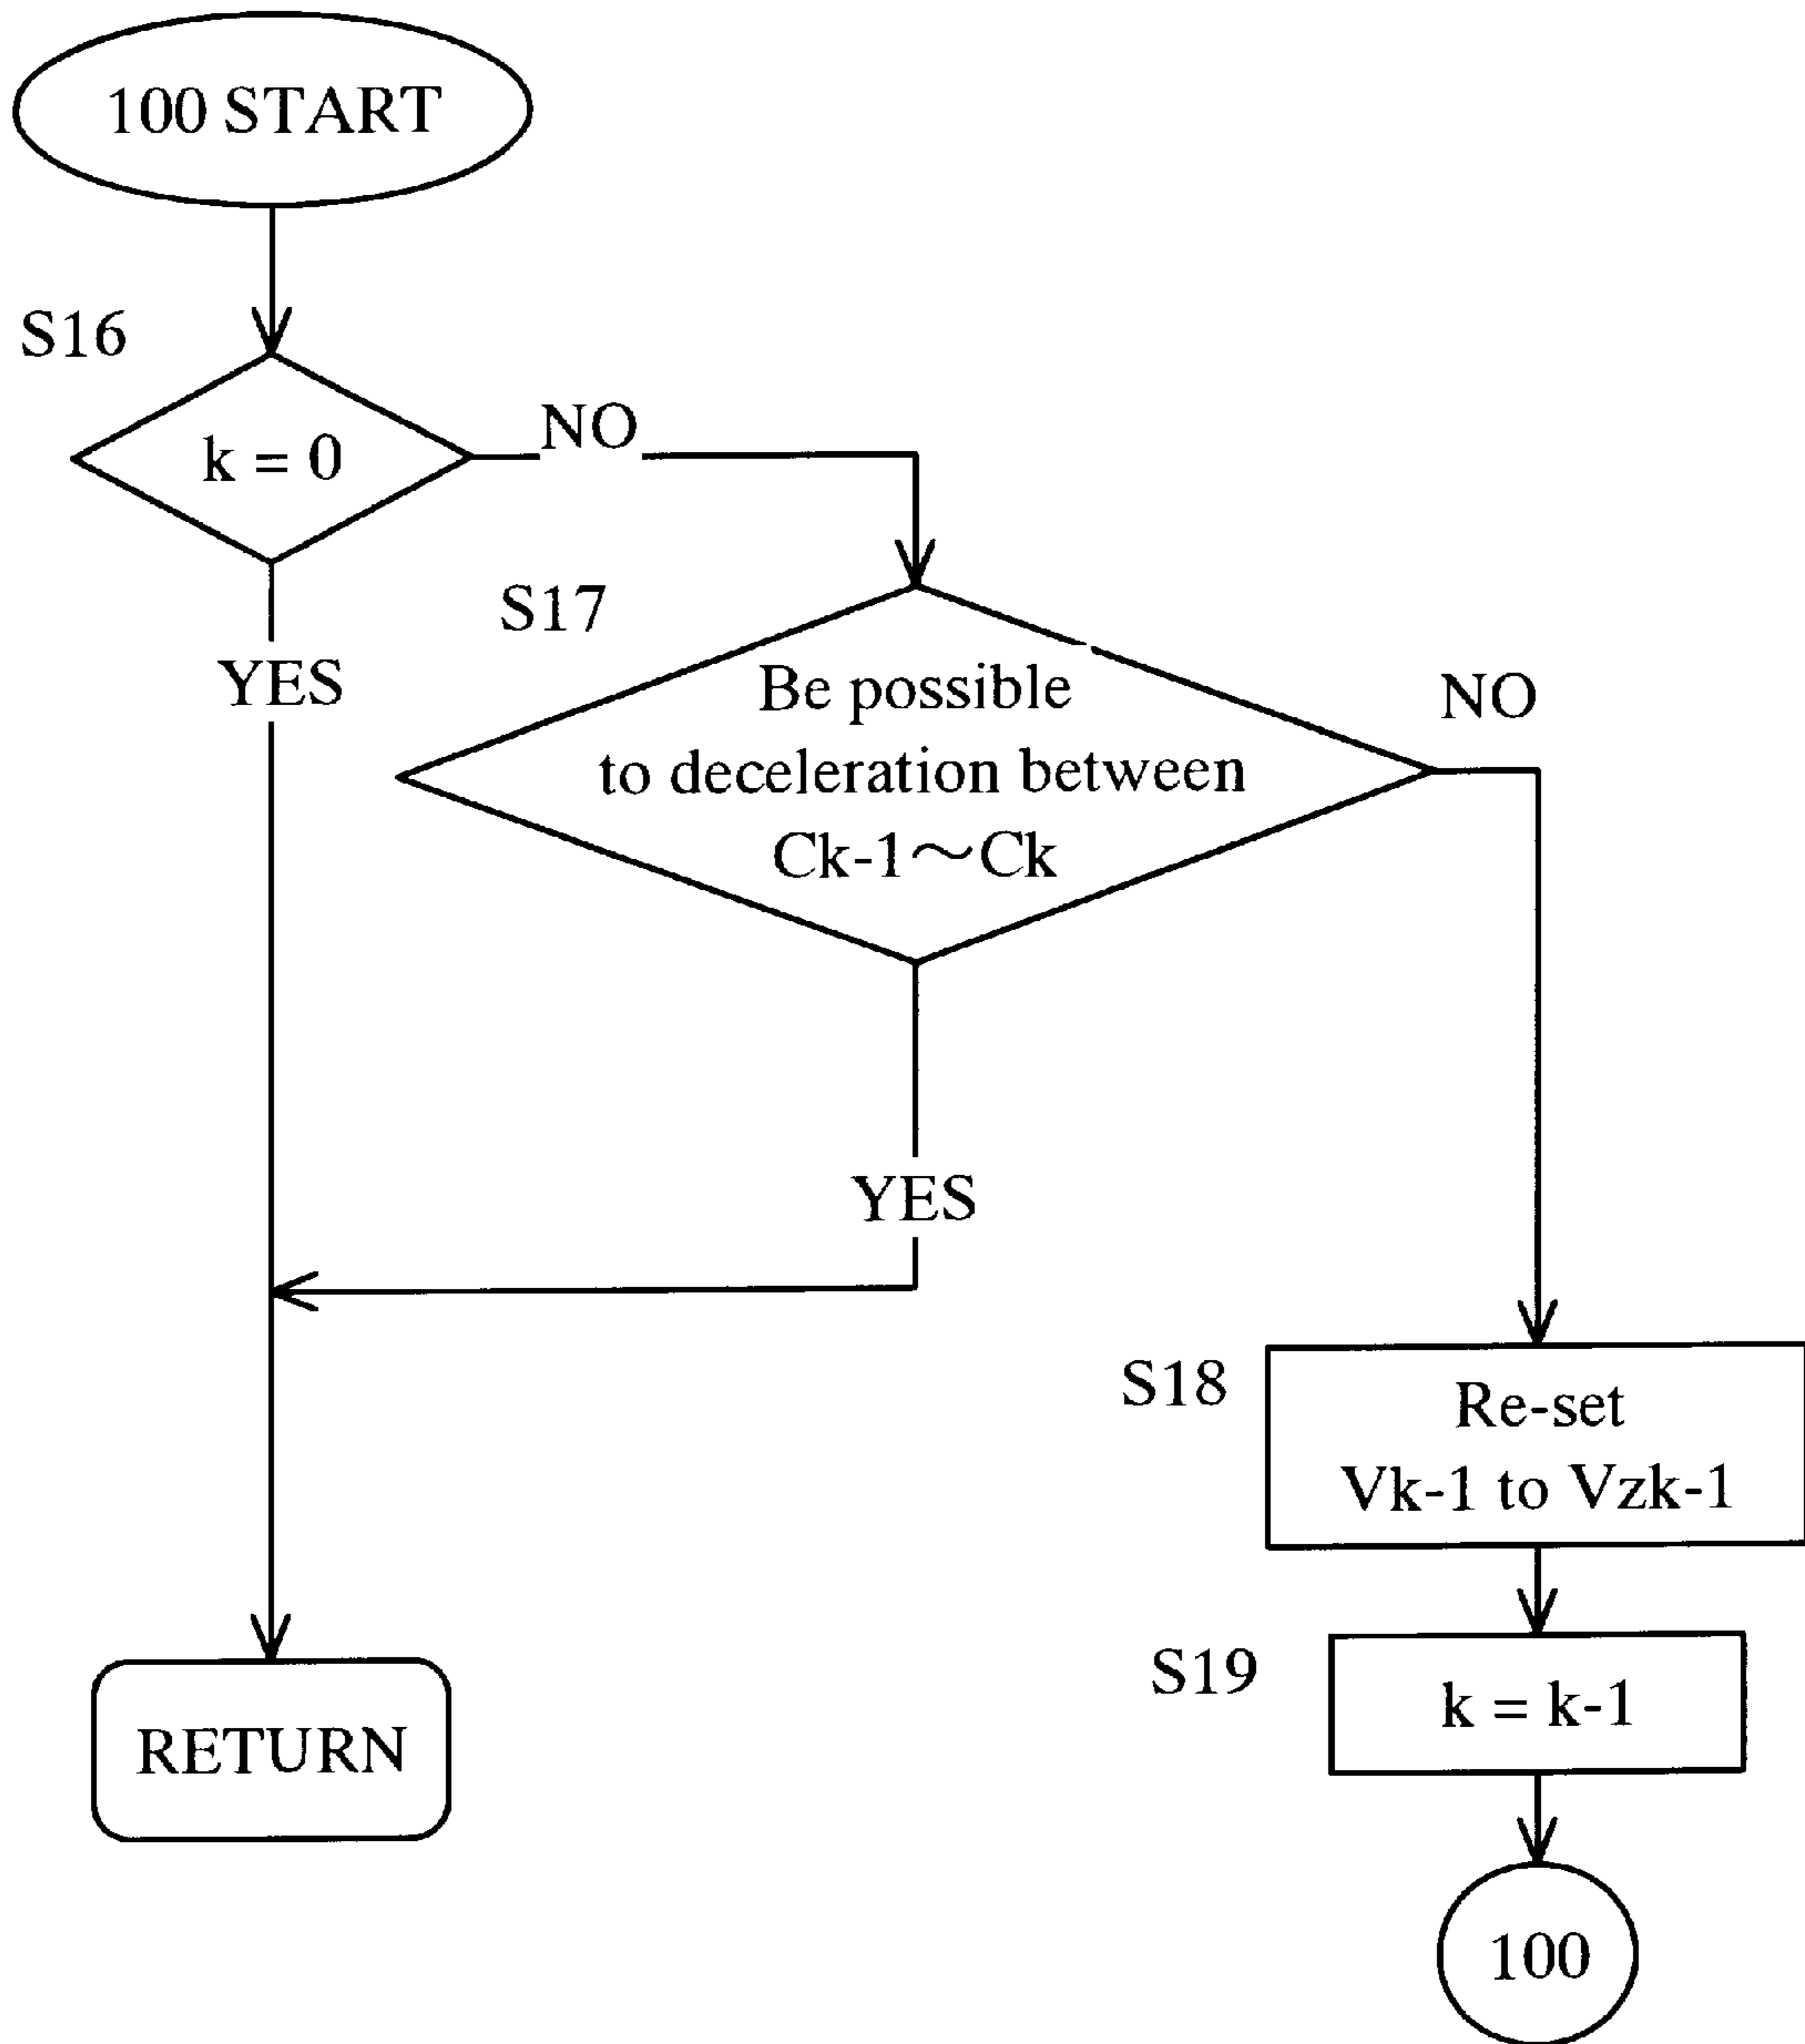 100 START
S16
k = 0
NO
YES
S17
Be possible
to deceleration between
Ck-1～Ck
NO
YES
S18
Re-set
Vk-1 to Vzk-1
S19
k = k-1
RETURN
100